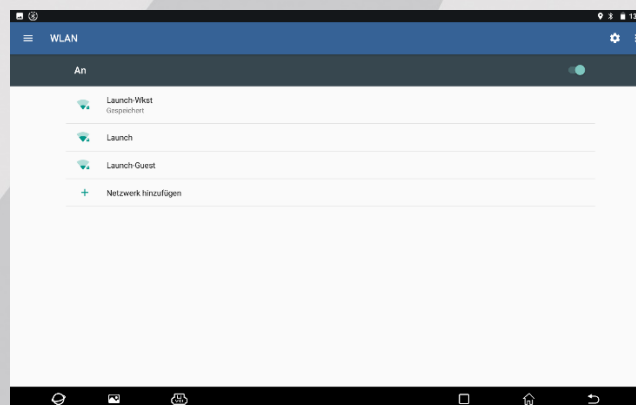 WLAN
An
Launch-Wkst
Gespeichert
Launch
Launch-Guest
Netzwerk hinzufügen